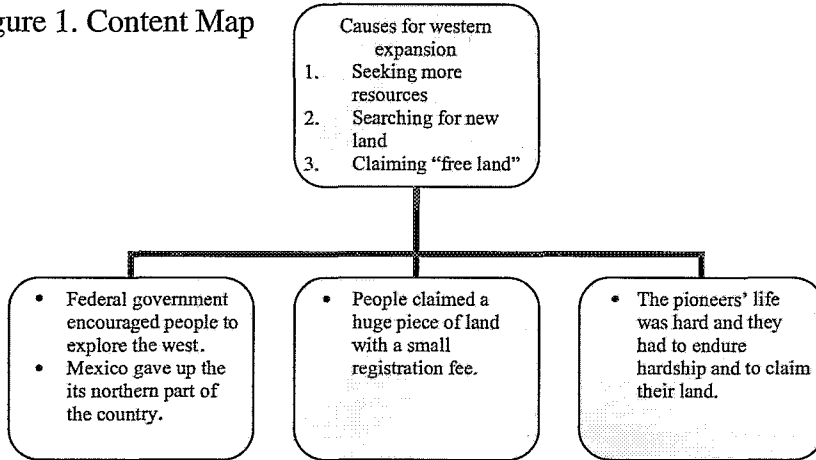 gure 1. Content Map
Causes for western
expansion
1. Seeking more
resources
2. Searching for new
land
3. Claiming “free land”
• Federal government
encouraged people to
explore the west.
• Mexico gave up the
its northern part of
the country.
• People claimed a
huge piece of land
with a small
registration fee.
• The pioneers’ life
was hard and they
had to endure
hardship and to claim
their land.